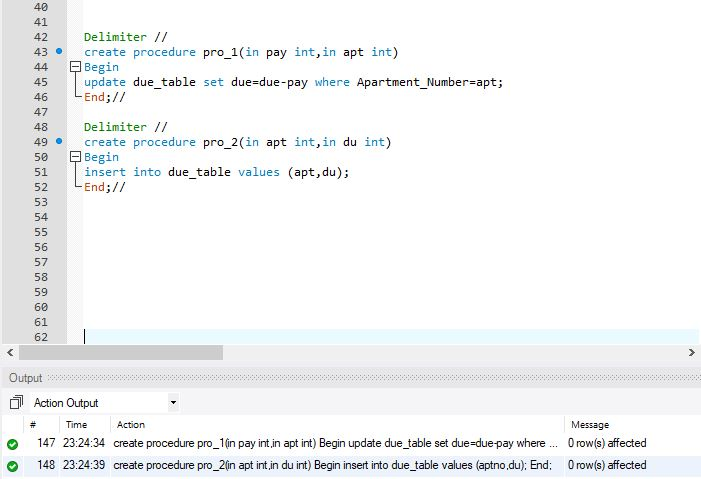 40
41
42 Delimiter //
43 create procedure pro_1(in pay int,in apt int)
44 Begin
45 update due_table set due=due-pay where Apartment_Number=apt;
46 End;//
47
48 Delimiter //
49 create procedure pro_2(in apt int,in du int)
50 Begin
51 insert into due_table values (apt,du);
52 End;//
53
54
55
56
57
58
59
60
61
62
Output
Action Output
# Time Action Message
147 23:24:34 create procedure pro_1(in pay int,in apt int) Begin update due_table set due=due-pay where ... 0 row(s) affected
148 23:24:39 create procedure pro_2(in apt int,in du int) Begin insert into due_table values (aptno,du); End; 0 row(s) affected